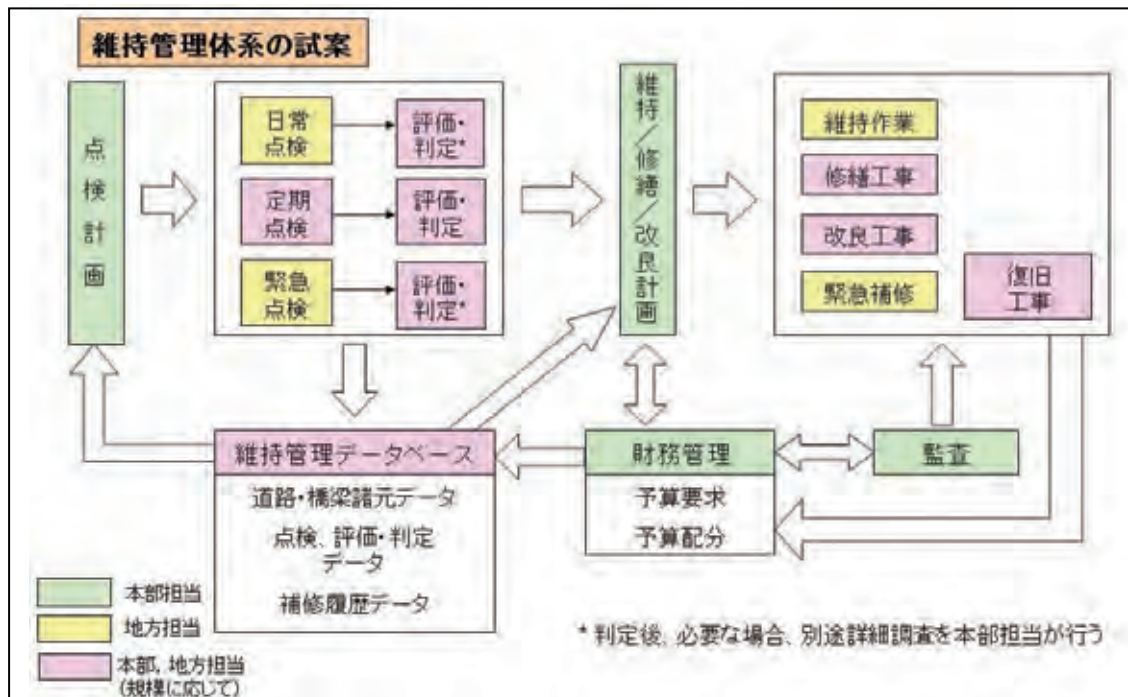 維持管理体系の試案
点検計画
日常
点検
評価・
判定*
定期
点検
評価・
判定
緊急
点検
評価・
判定*
維持/修繕/改良計画
維持作業
修繕工事
改良工事
緊急補修
復旧
工事
維持管理データベース
道路・橋梁諸元データ
点検、評価・判定
データ
補修履歴データ
財務管理
予算要求
予算配分
監査
本部担当
地方担当
本部,地方担当
(規模に応じて)
* 判定後、必要な場合、別途詳細調査を本部担当が行う